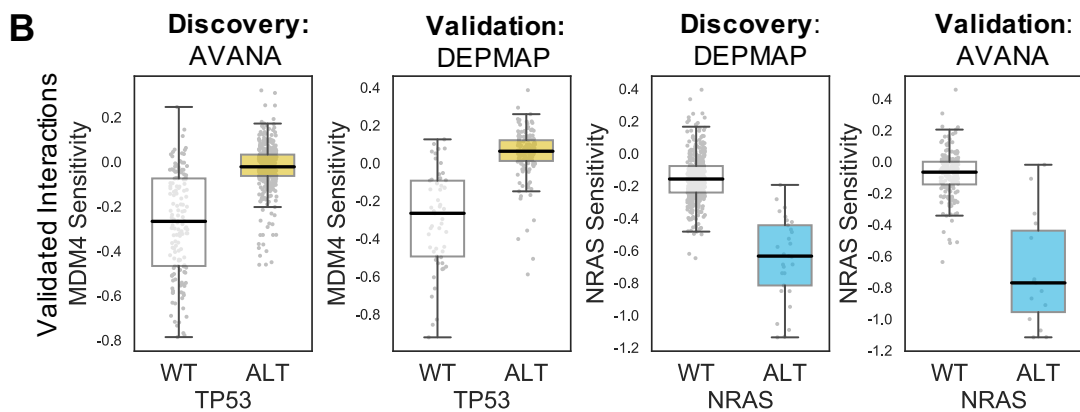 B
Discovery:
AVANA
Validation:
DEPMAP
Discovery:
DEPMAP
Validation:
AVANA
Validated Interactions
MDM4 Sensitivity
0.2
0.0
-0.2
-0.4
-0.6
-0.8
WT ALT
TP53
MDM4 Sensitivity
0.4
0.2
0.0
-0.2
-0.4
-0.6
-0.8
WT ALT
TP53
NRAS Sensitivity
0.4
0.2
0.0
-0.2
-0.4
-0.6
-0.8
-1.0
-1.2
WT ALT
NRAS
NRAS Sensitivity
0.4
0.2
0.0
-0.2
-0.4
-0.6
-0.8
-1.0
-1.2
WT ALT
NRAS